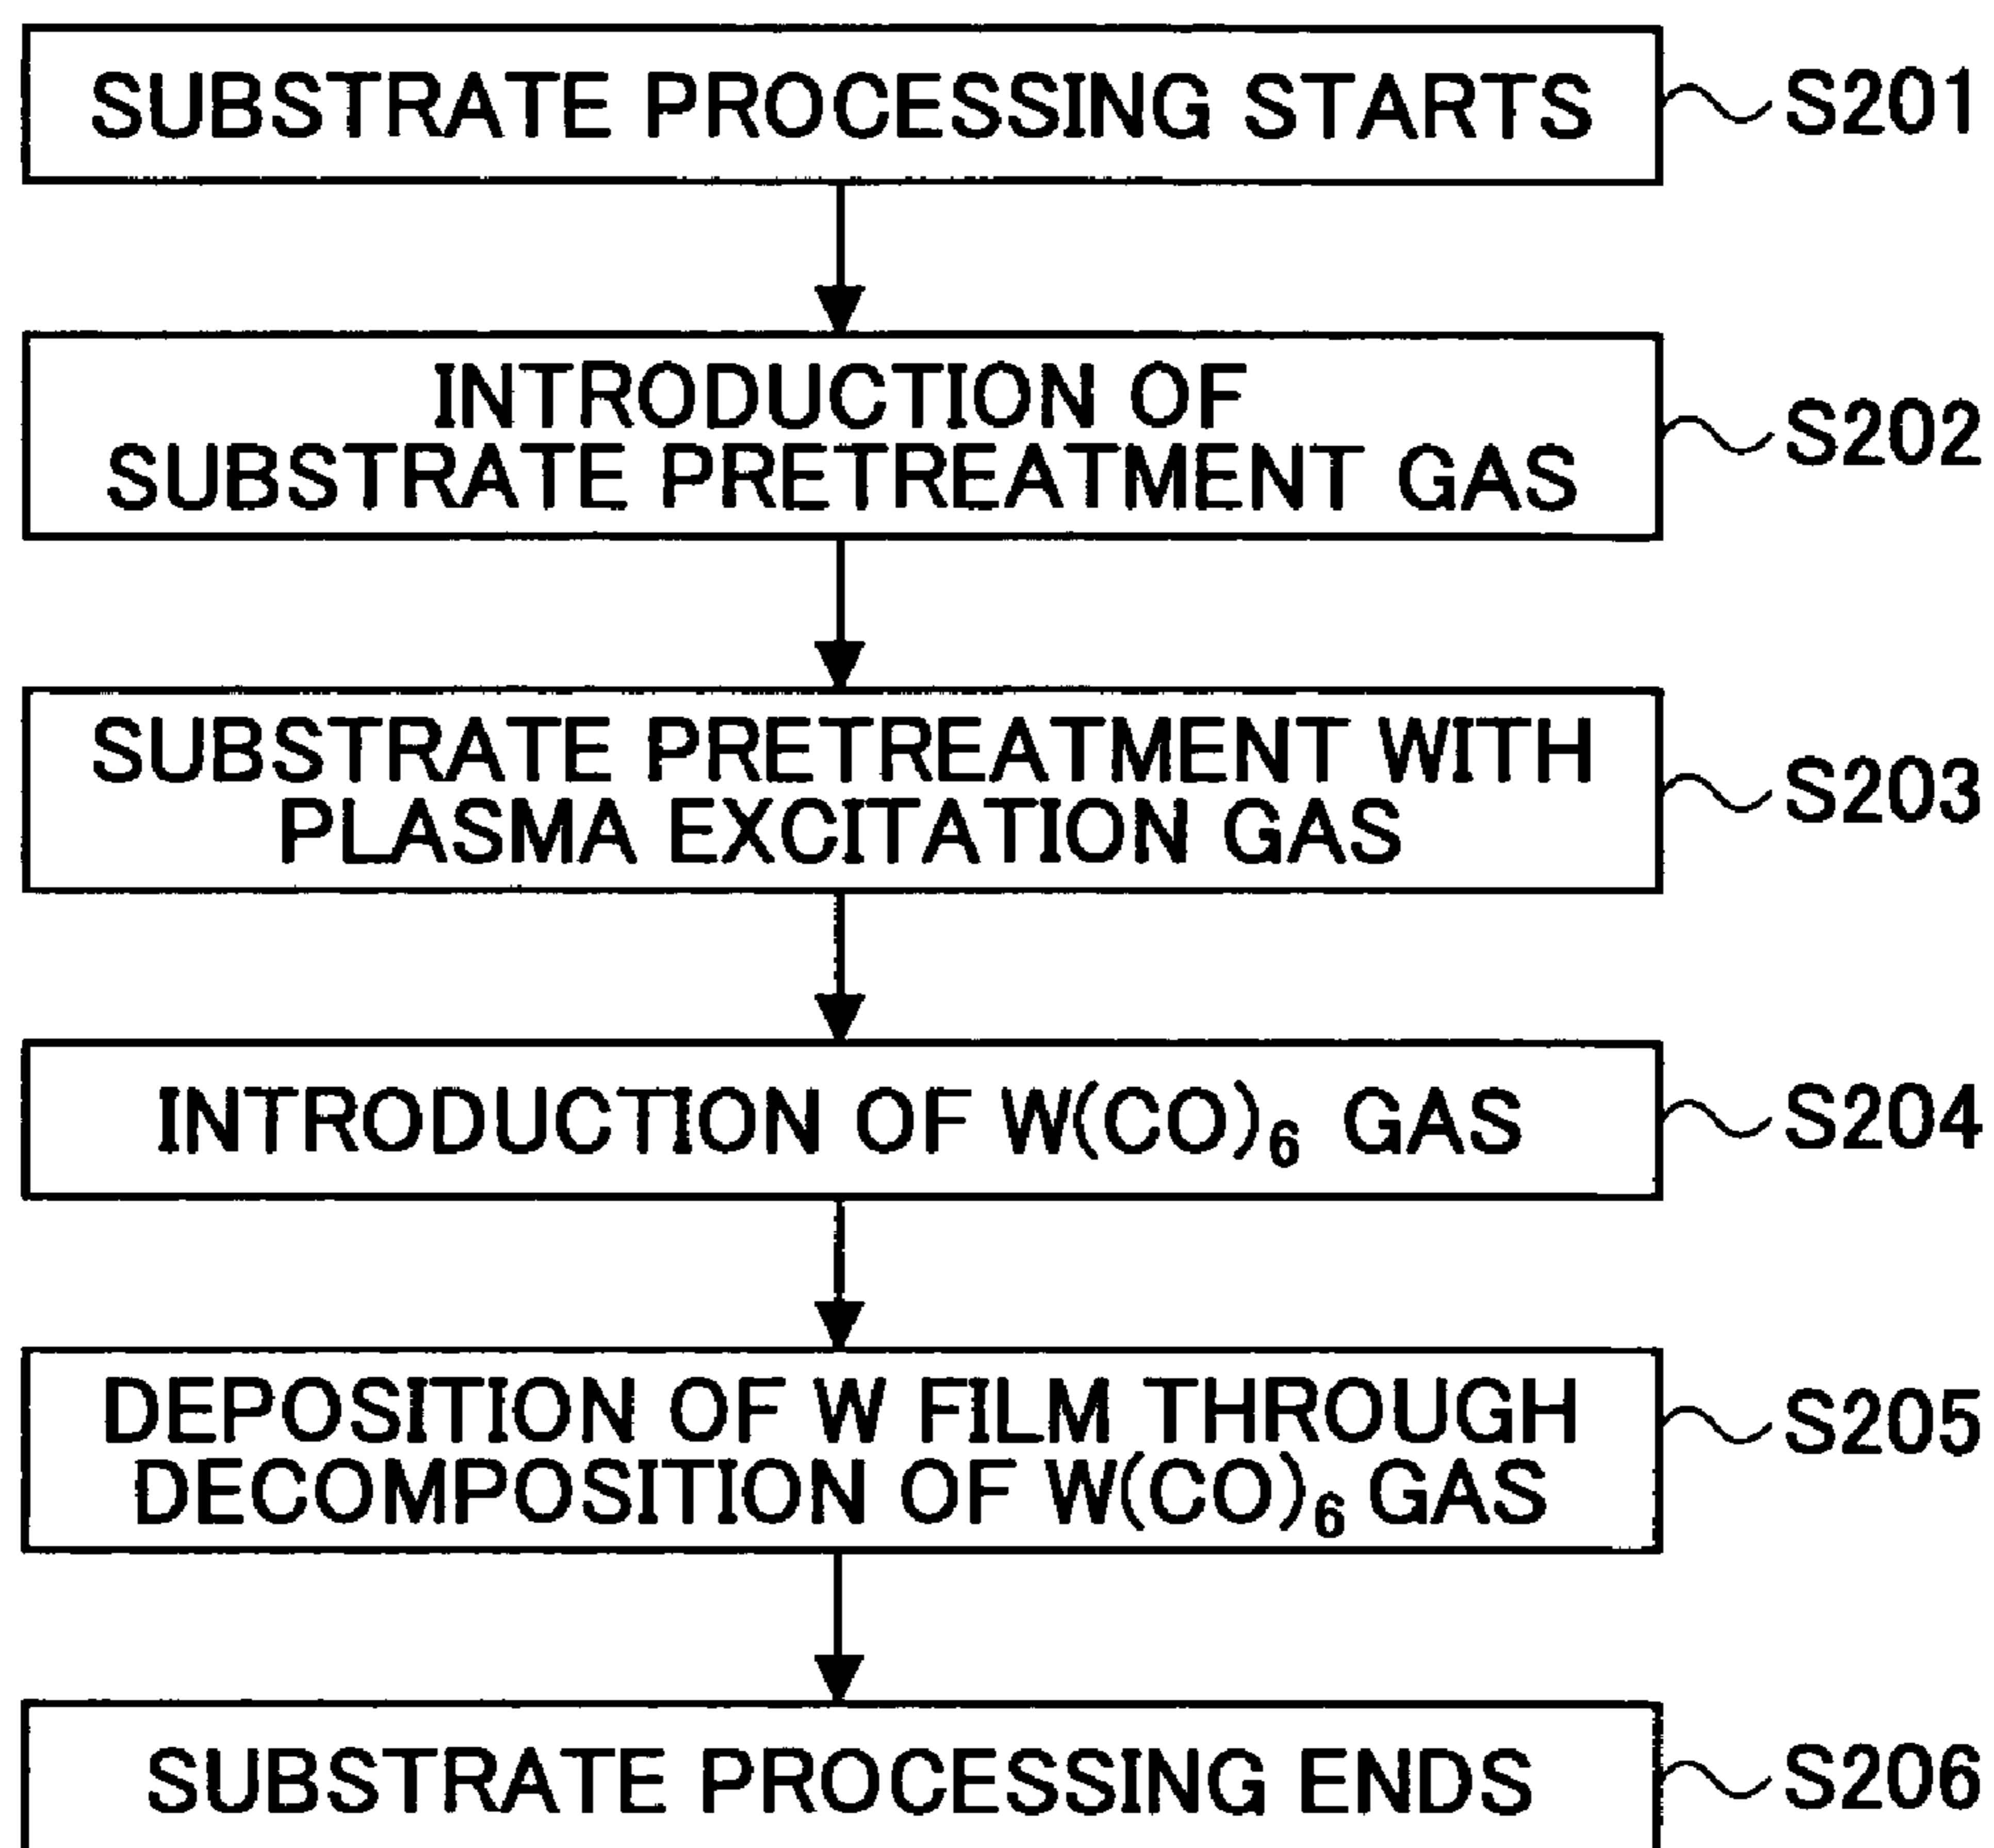 SUBSTRATE PROCESSING STARTS S201
INTRODUCTION OF
SUBSTRATE PRETREATMENT GAS S202
SUBSTRATE PRETREATMENT WITH
PLASMA EXCITATION GAS S203
INTRODUCTION OF W(CO)₆ GAS S204
DEPOSITION OF W FILM THROUGH
DECOMPOSITION OF W(CO)₆ GAS S205
SUBSTRATE PROCESSING ENDS S206